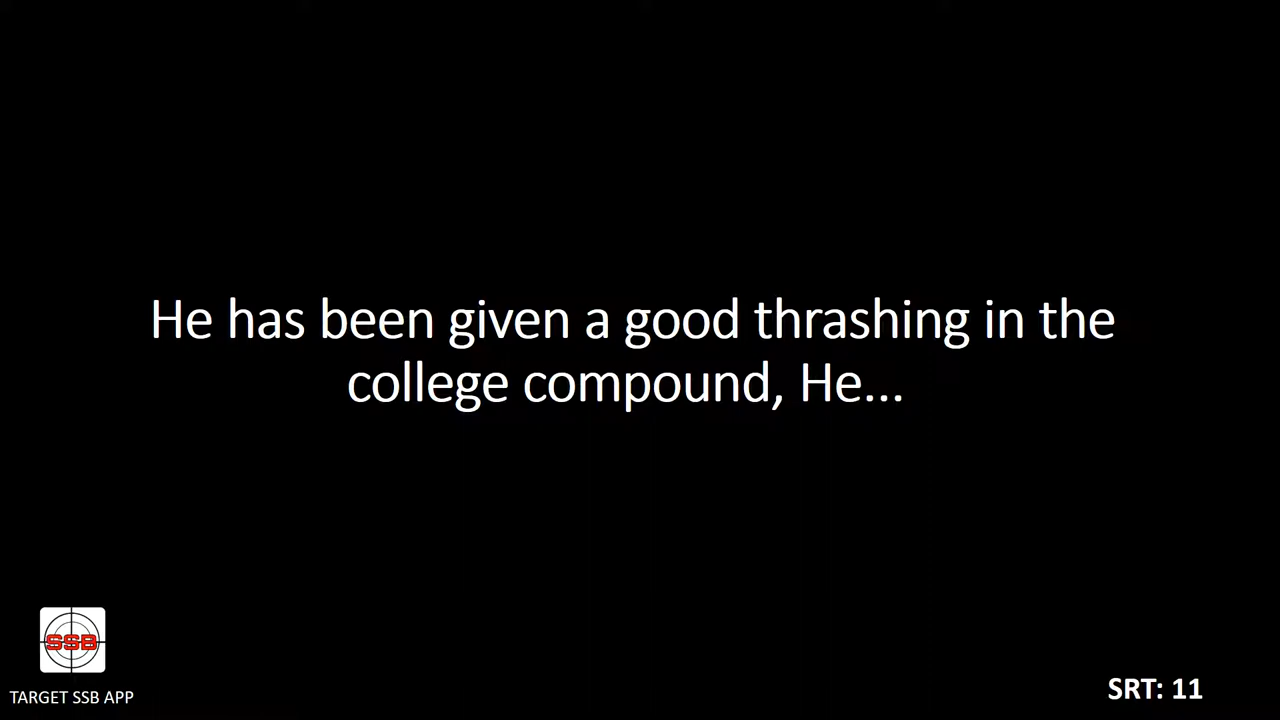 He has been given a good thrashing in the
college compound, He...
SSB
TARGET SSB APP
SRT: 11